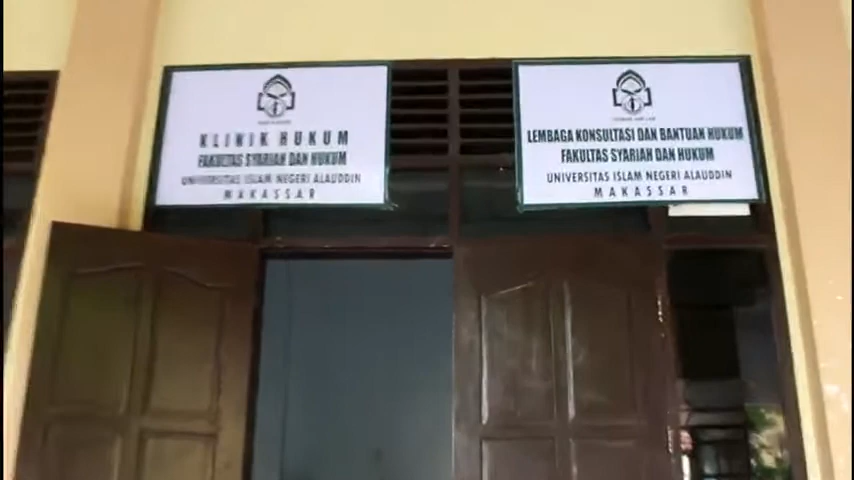 KLINIK HUKUM
FAKULTAS SYARIAH DAN HUKUM
UNIVERSITAS ISLAM NEGERI ALAUDDIN
MAKASSAR
LEMBAGA KONSULTASI DAN BANTUAN HUKUM
FAKULTAS SYARIAH DAN HUKUM
UNIVERSITAS ISLAM NEGERI ALAUDDIN
MAKASSAR